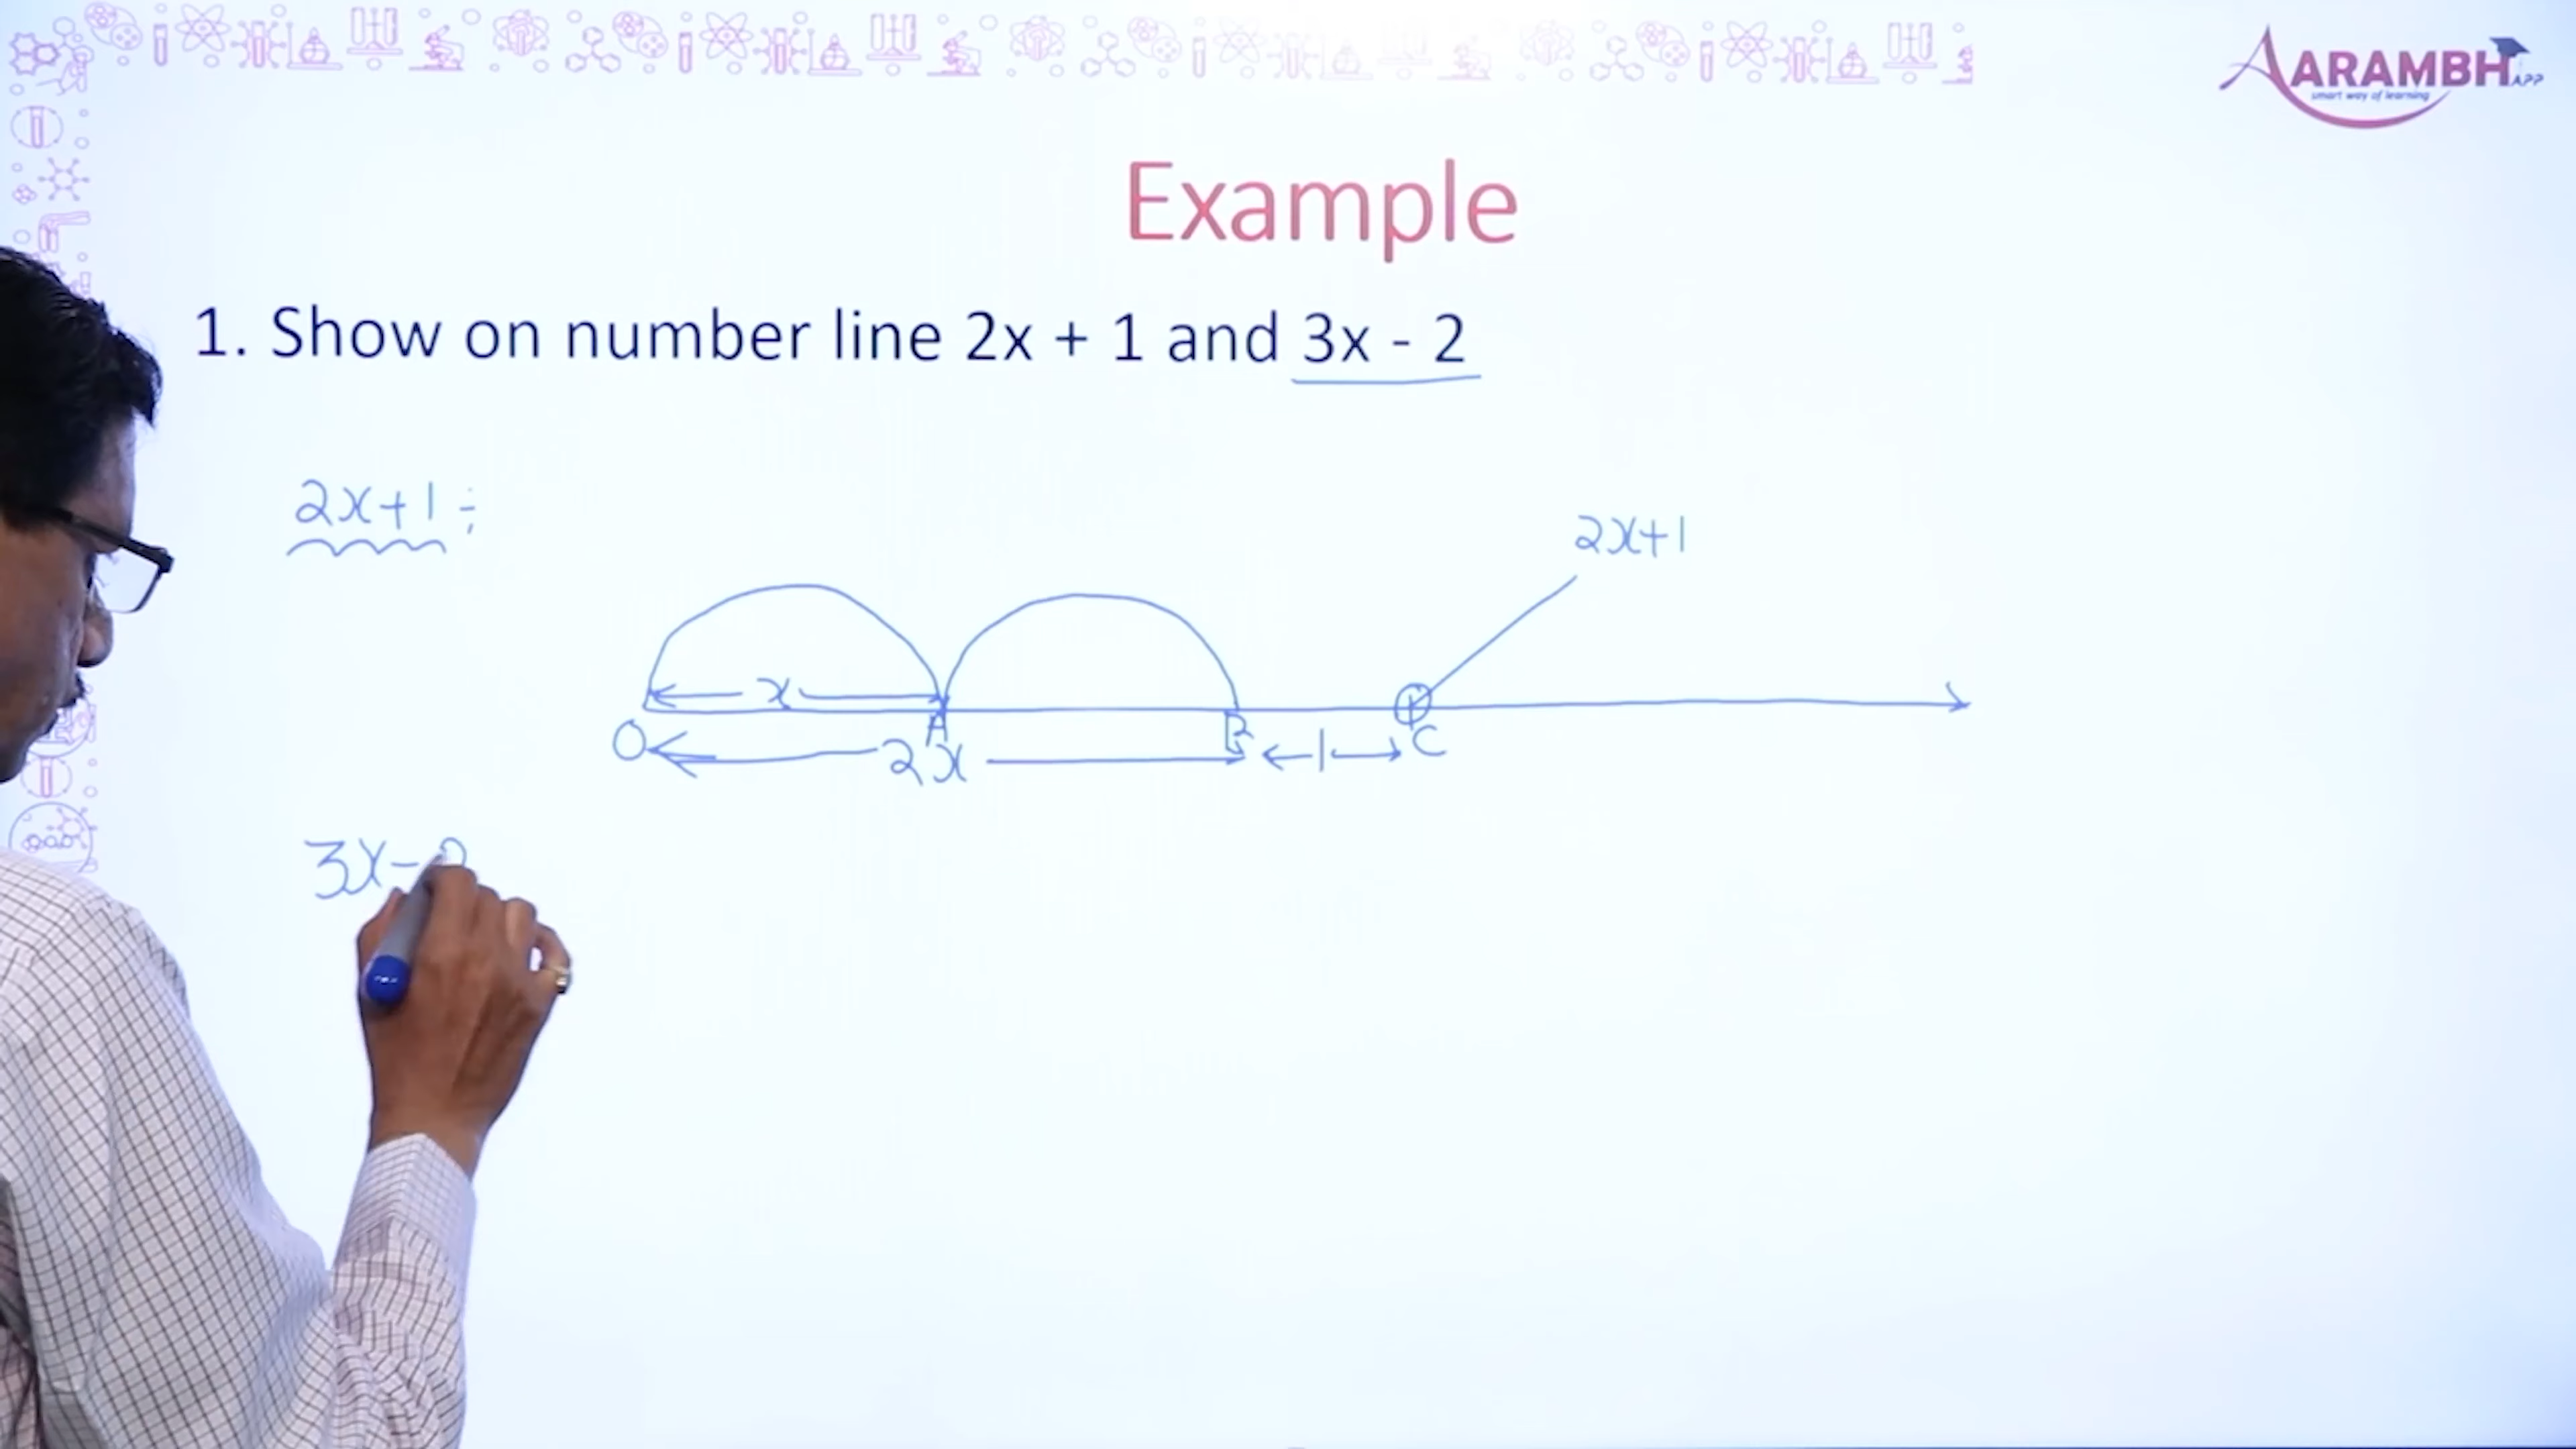 AARAMBH APP
smart way of learning
Example
1. Show on number line 2x + 1 and 3x - 2
2x+1 :
2x+1
x
O A B C
2x 1
3x-2